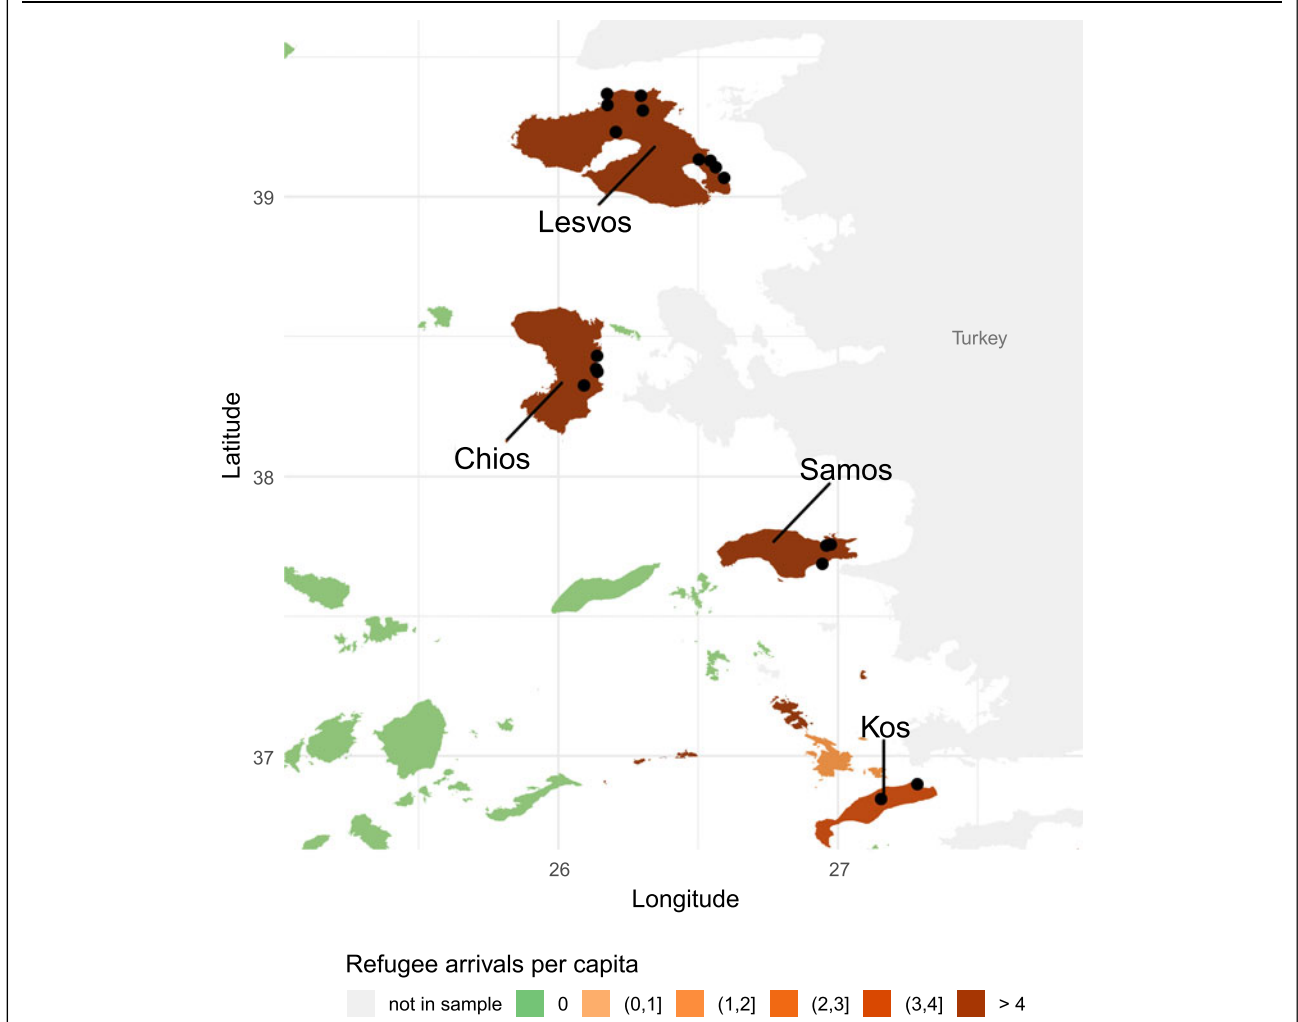 39
Lesvos
Turkey
Chios
Samos
38
Latitude
Kos
37
26
27
Longitude
Refugee arrivals per capita
not in sample 0 (0,1] (1,2] (2,3] (3,4] > 4